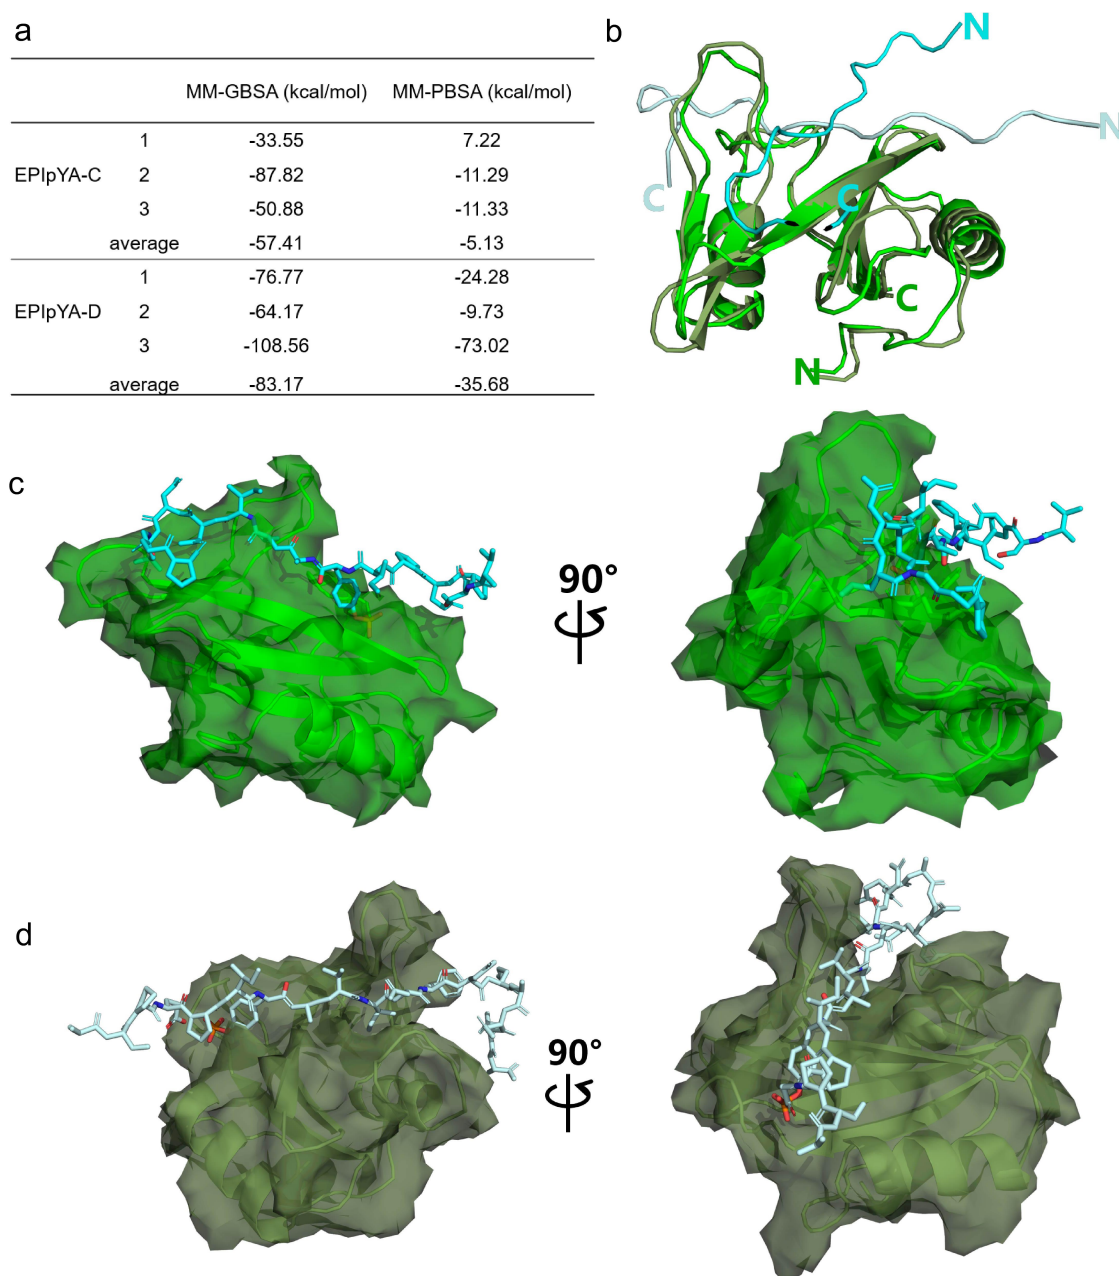 a
MM-GBSA (kcal/mol) MM-PBSA (kcal/mol)
1 -33.55 7.22
EPIpYA-C 2 -87.82 -11.29
3 -50.88 -11.33
average -57.41 -5.13
1 -76.77 -24.28
EPIpYA-D 2 -64.17 -9.73
3 -108.56 -73.02
average -83.17 -35.68
b
N
N
C
C
C
N
c
90°
d
90°